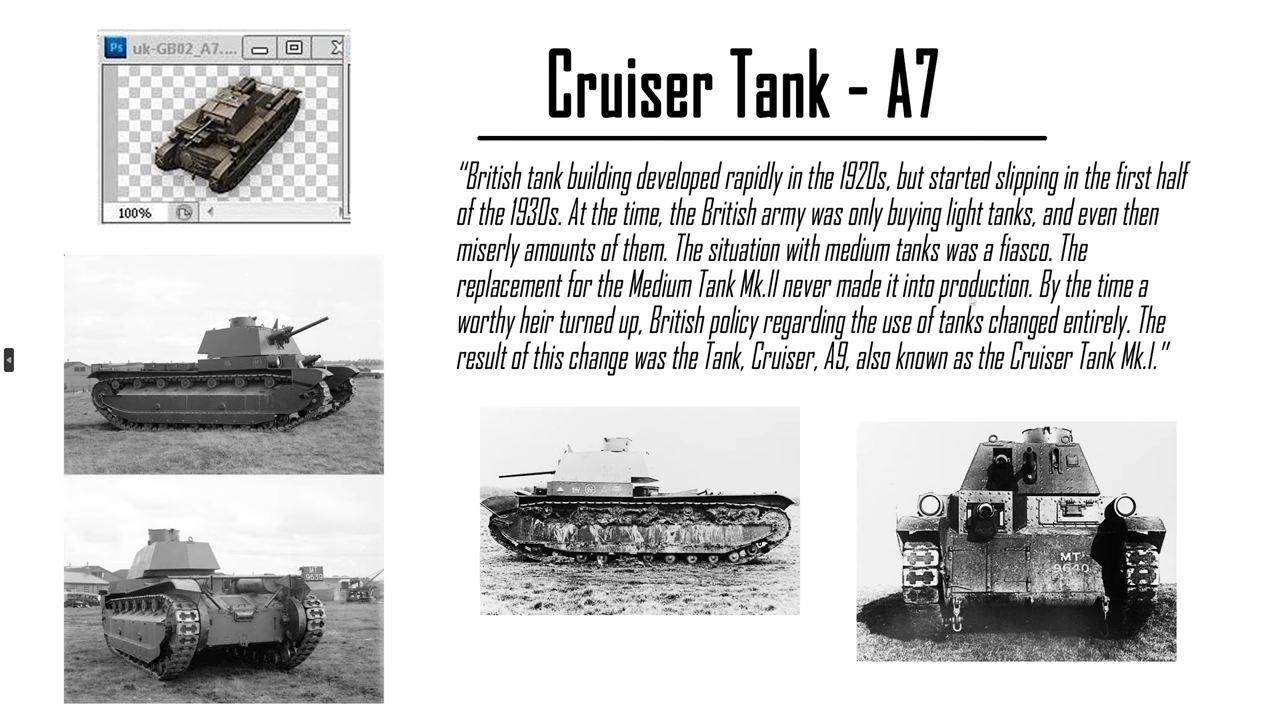 uk-GB02_A7....
Ps
100%
Cruiser Tank - A7
"British tank building developed rapidly in the 1920s, but started slipping in the first half
of the 1930s. At the time, the British army was only buying light tanks, and even then
miserly amounts of them. The situation with medium tanks was a fiasco. The
replacement for the Medium Tank Mk.II never made it into production. By the time a
worthy heir turned up, British policy regarding the use of tanks changed entirely. The
result of this change was the Tank, Cruiser, A9, also known as the Cruiser Tank Mk.I."
MT
9639
MT
9640